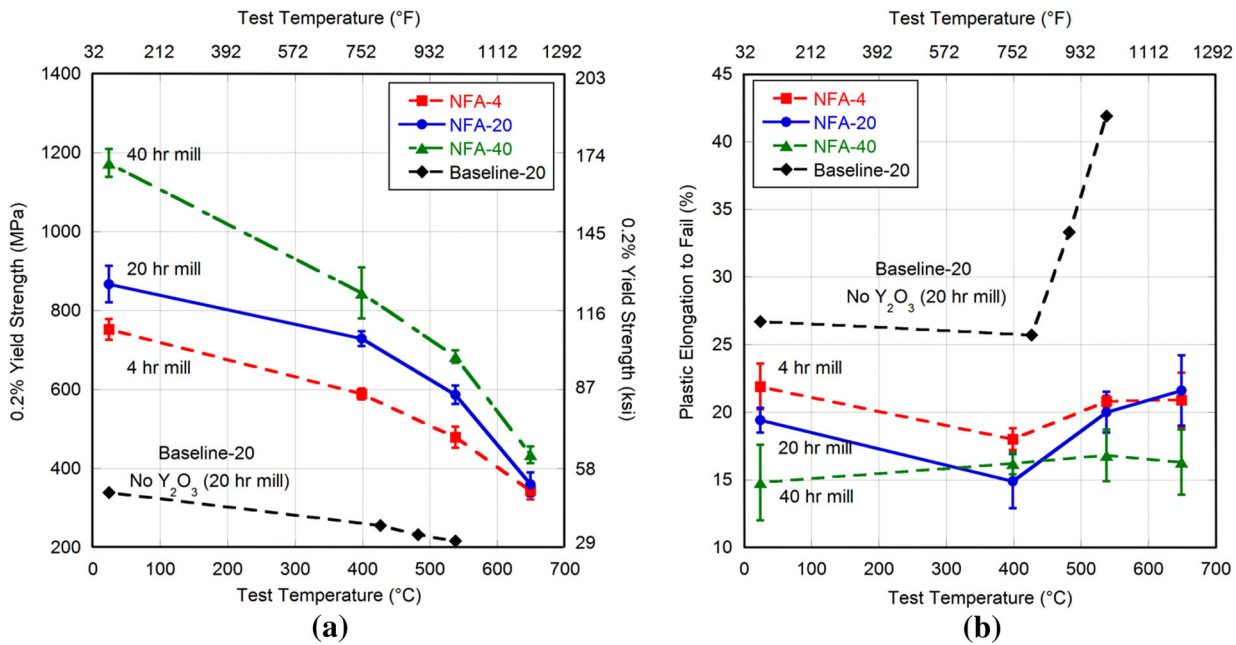 Test Temperature (°F)
32 212 392 572 752 932 1112 1292
1400 203
1200 174
1000 145
800 116
600 87
400 58
200 29
0.2% Yield Strength (MPa)
0.2% Yield Strength (ksi)
NFA-4
NFA-20
NFA-40
Baseline-20
40 hr mill
20 hr mill
4 hr mill
Baseline-20
No Y₂O₃ (20 hr mill)
0 100 200 300 400 500 600 700
Test Temperature (°C)
(a)
Test Temperature (°F)
32 212 392 572 752 932 1112 1292
45
40
35
30
25
20
15
10
Plastic Elongation to Fail (%)
NFA-4
NFA-20
NFA-40
Baseline-20
Baseline-20
No Y₂O₃ (20 hr mill)
4 hr mill
20 hr mill
40 hr mill
0 100 200 300 400 500 600 700
Test Temperature (°C)
(b)